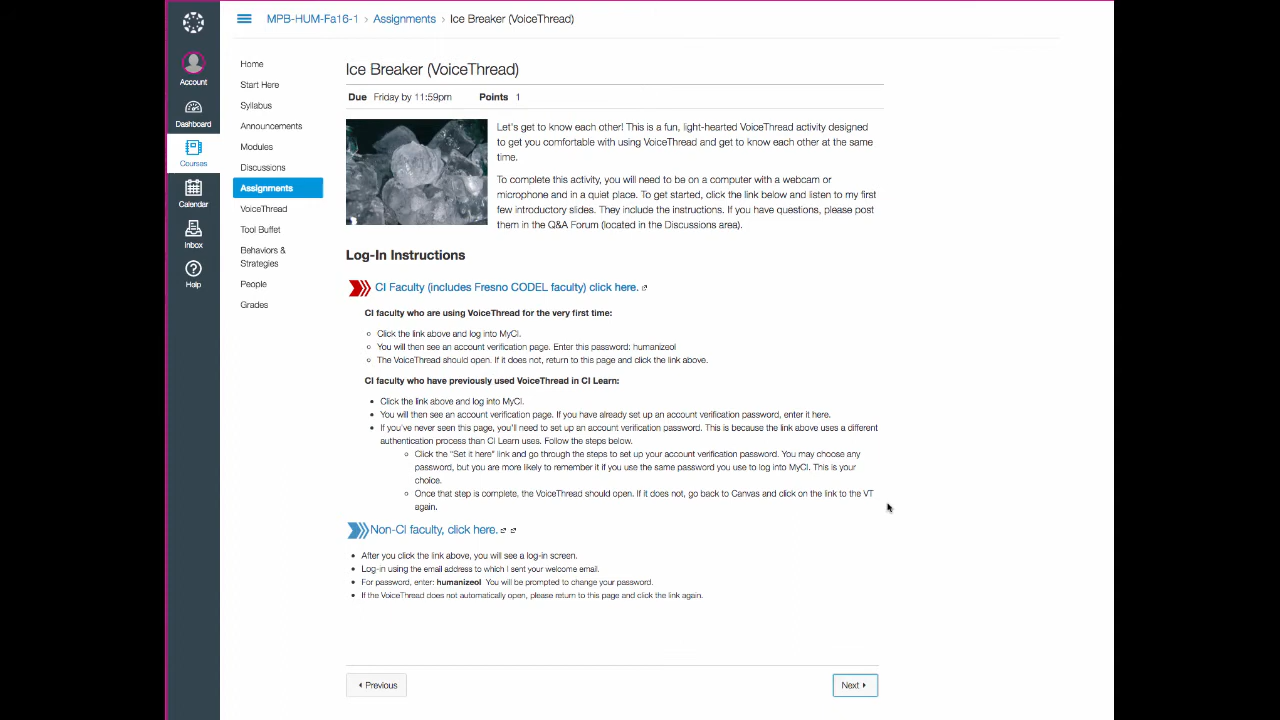 MPB-HUM-Fa16-1 › Assignments › Ice Breaker (VoiceThread)
Account
Dashboard
Courses
Calendar
Inbox
Help
Home
Start Here
Syllabus
Announcements
Modules
Discussions
Assignments
VoiceThread
Tool Buffet
Behaviors &
Strategies
People
Grades
Ice Breaker (VoiceThread)
Due Friday by 11:59pm Points 1
Let's get to know each other! This is a fun, light-hearted VoiceThread activity designed
to get you comfortable with using VoiceThread and get to know each other at the same
time.
To complete this activity, you will need to be on a computer with a webcam or
microphone and in a quiet place. To get started, click the link below and listen to my first
few introductory slides. They include the instructions. If you have questions, please post
them in the Q&A Forum (located in the Discussions area).
Log-In Instructions
CI Faculty (includes Fresno CODEL faculty) click here.
CI faculty who are using VoiceThread for the very first time:
Click the link above and log into MyCI.
You will then see an account verification page. Enter this password: humanizeol
The VoiceThread should open. If it does not, return to this page and click the link above.
CI faculty who have previously used VoiceThread in CI Learn:
Click the link above and log into MyCI.
You will then see an account verification page. If you have already set up an account verification password, enter it here.
If you've never seen this page, you'll need to set up an account verification password. This is because the link above uses a different
authentication process than CI Learn uses. Follow the steps below.
Click the "Set it here" link and go through the steps to set up your account verification password. You may choose any
password, but you are more likely to remember it if you use the same password you use to log into MyCI. This is your
choice.
Once that step is complete, the VoiceThread should open. If it does not, go back to Canvas and click on the link to the VT
again.
Non-CI faculty, click here.
After you click the link above, you will see a log-in screen.
Log-in using the email address to which I sent your welcome email.
For password, enter: humanizeol You will be prompted to change your password.
If the VoiceThread does not automatically open, please return to this page and click the link again.
Previous
Next